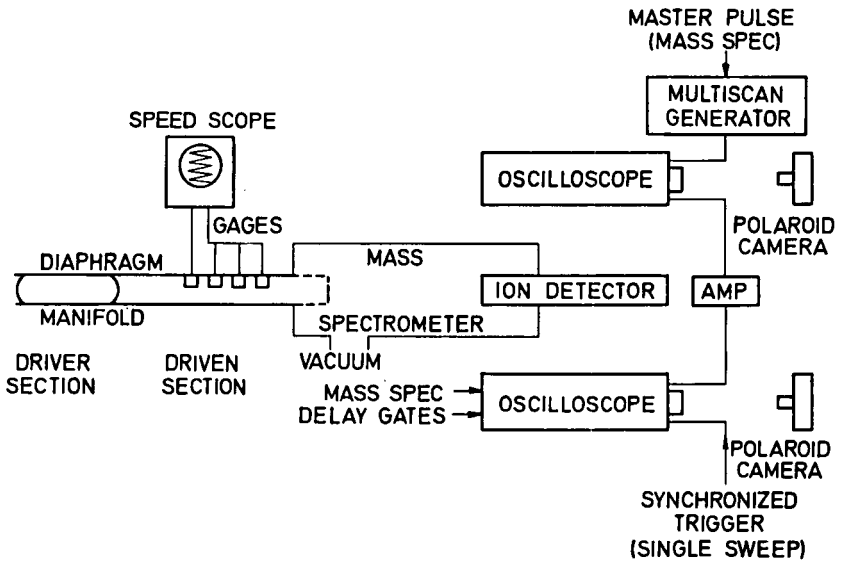 MASTER PULSE
(MASS SPEC)
MULTISCAN
GENERATOR
SPEED SCOPE
OSCILLOSCOPE
POLAROID
CAMERA
GAGES
DIAPHRAGM
MASS
ION DETECTOR
AMP
MANIFOLD
SPECTROMETER
VACUUM
DRIVER
SECTION
DRIVEN
SECTION
MASS SPEC
DELAY GATES
OSCILLOSCOPE
POLAROID
CAMERA
SYNCHRONIZED
TRIGGER
(SINGLE SWEEP)